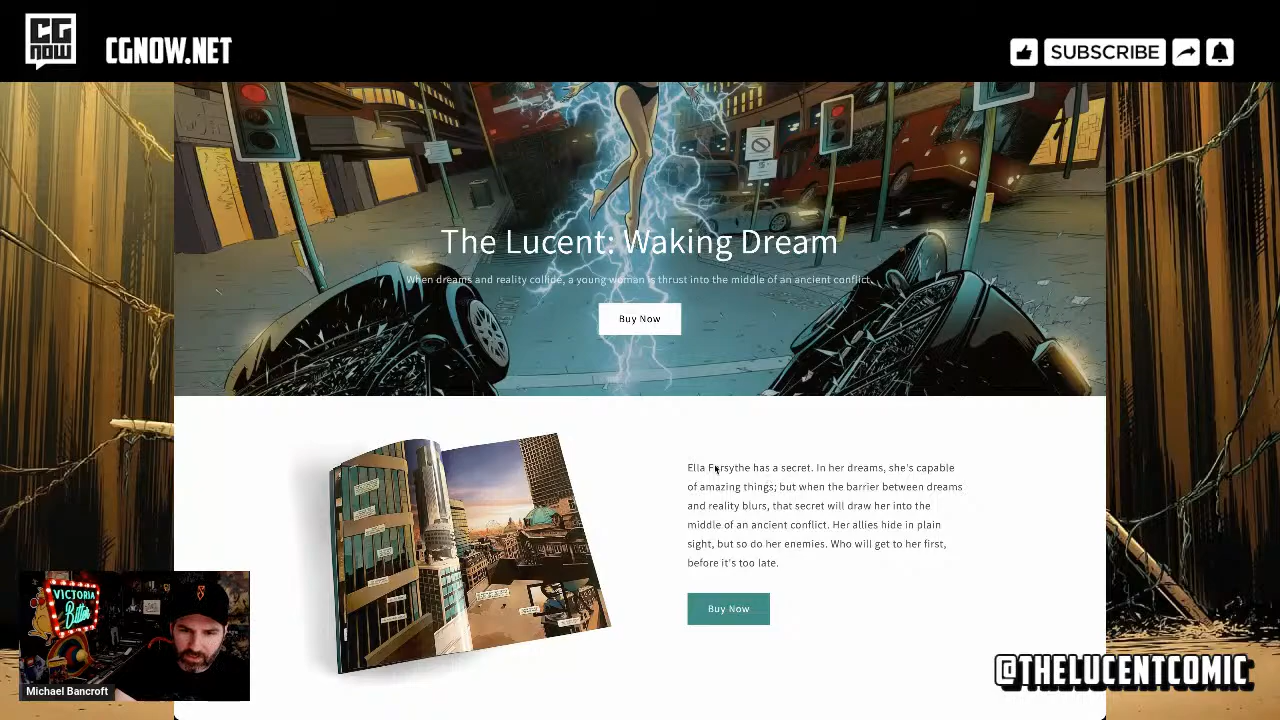 CG
NOW
CGNOW.NET
SUBSCRIBE
The Lucent: Waking Dream
When dreams and reality collide, a young woman is thrust into the middle of an ancient conflict.
Buy Now
Ella Forsythe has a secret. In her dreams, she's capable
of amazing things; but when the barrier between dreams
and reality blurs, that secret will draw her into the
middle of an ancient conflict. Her allies hide in plain
sight, but so do her enemies. Who will get to her first,
before it's too late.
Buy Now
VICTORIA
Bitter
Michael Bancroft
@THELUCENTCOMIC